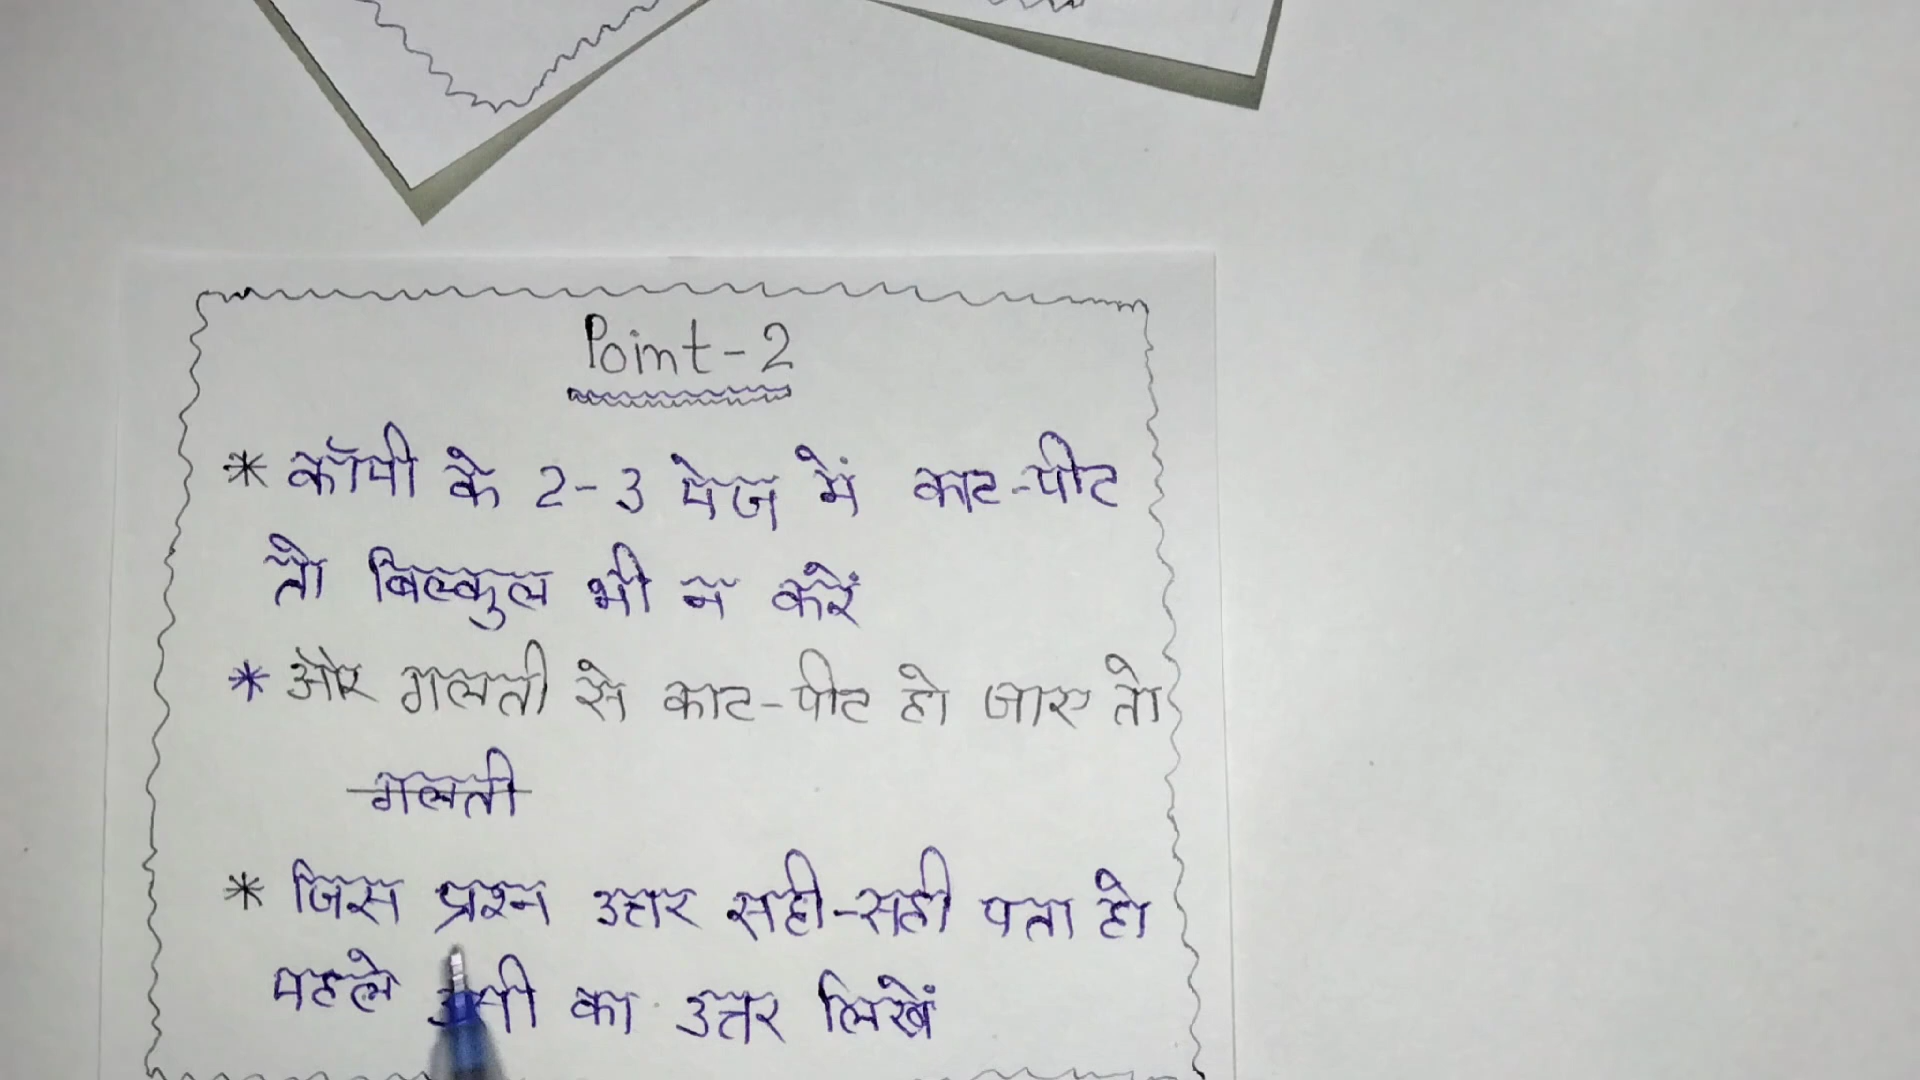 Point-2
* कॉपी के 2-3 पेज में काट-पीट
तो बिल्कुल भी न करें
* और गलती से काट-पीट हो जाए तो
गलती
* जिस प्रश्न उत्तर सही-सही पता हो
पहले उसी का उत्तर लिखें